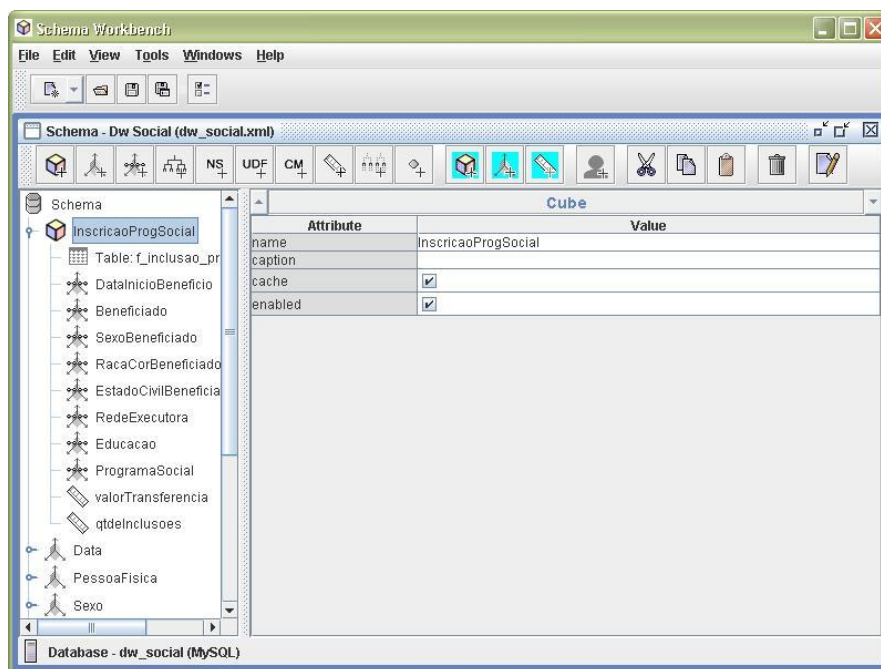 Schema Workbench
File Edit View Tools Windows Help
Schema - Dw Social (dw_social.xml)
NS UDF CM
Schema
InscricaoProgSocial
Table: f_inclusao_pr
DataInicioBeneficio
Beneficiado
SexoBeneficiado
RacaCorBeneficiado
EstadoCivilBeneficia
RedeExecutora
Educacao
ProgramaSocial
valorTransferencia
qtdeInclusoes
Data
PessoaFisica
Sexo
Cube
Attribute Value
name InscricaoProgSocial
caption
cache
enabled
Database - dw_social (MySQL)